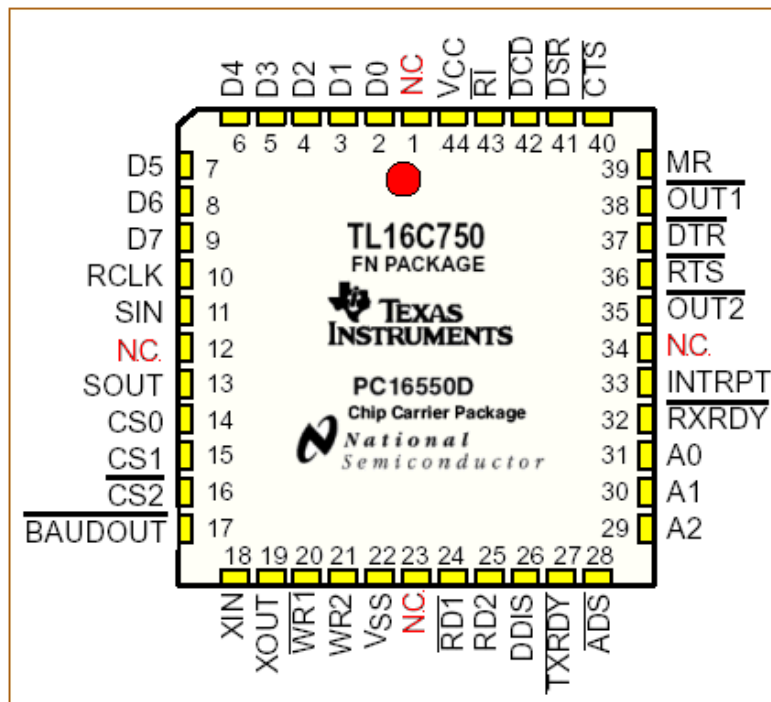 D4 D3 D2 D1 D0 N.C VCC RI DCD DSR CTS
6 5 4 3 2 1 44 43 42 41 40
D5 7
D6 8
D7 9
RCLK 10
SIN 11
N.C. 12
SOUT 13
CS0 14
CS1 15
CS2 16
BAUDOUT 17
TL16C750
FN PACKAGE
TEXAS
INSTRUMENTS
PC16550D
Chip Carrier Package
National
Semiconductor
39 MR
38 OUT1
37 DTR
36 RTS
35 OUT2
34 N.C.
33 INTRPT
32 RXRDY
31 A0
30 A1
29 A2
18 19 20 21 22 23 24 25 26 27 28
XIN XOUT WR1 WR2 VSS N.C. RD1 RD2 DDIS TXRDY ADS